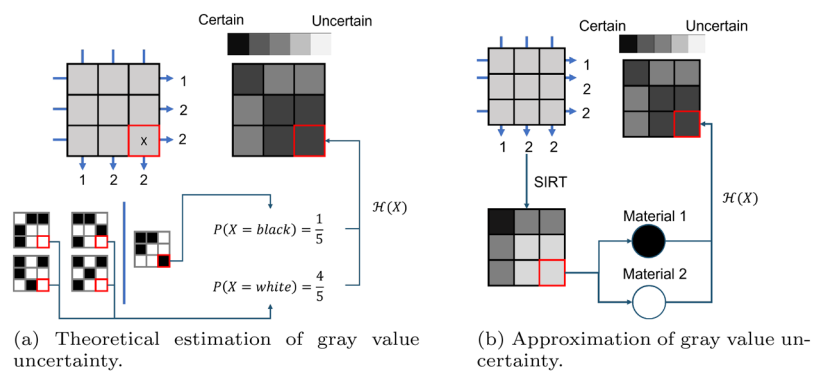 Certain Uncertain
1
2
x 2
1 2 2
P(X = black) = 1/5
ℋ(X)
P(X = white) = 4/5
(a) Theoretical estimation of gray value
uncertainty.
Certain Uncertain
1
2
2
1 2 2
SIRT
ℋ(X)
Material 1
Material 2
(b) Approximation of gray value un-
certainty.